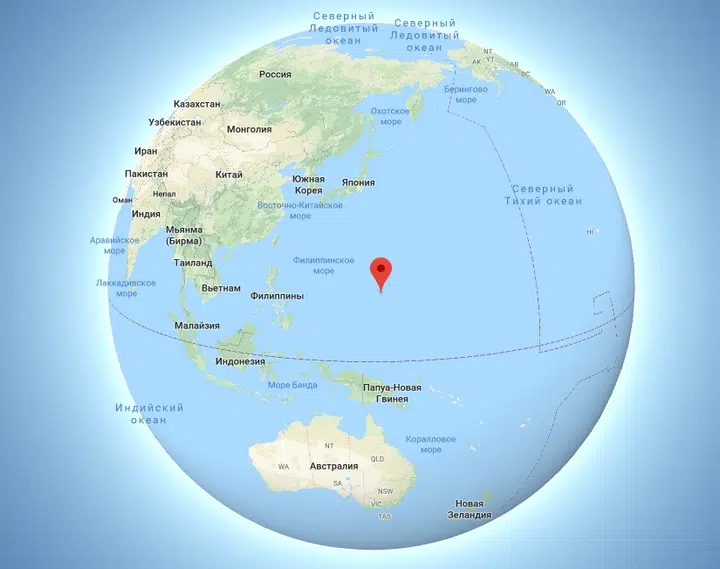 Северный
Ледовитый
океан
Северный
Ледовитый
океан
NT
AK
YT
AB
BC
WA
OR
Россия
Берингово
море
Казахстан
Охотское
море
Узбекистан
Монголия
Иран
Пакистан
Китай
Южная
Корея
Япония
Северный
Тихий океан
Непал
Оман
Индия
Восточно-Китайское
море
HI
Мьянма
(Бирма)
Аравийское
море
Таиланд
Филиппинское
море
Лаккадивское
море
Вьетнам
Филиппины
Малайзия
Индонезия
Море Банда
Папуа-Новая
Гвинея
Индийский
океан
Коралловое
море
NT
QLD
WA
Австралия
SA
NSW
VIC
TAS
Новая
Зеландия